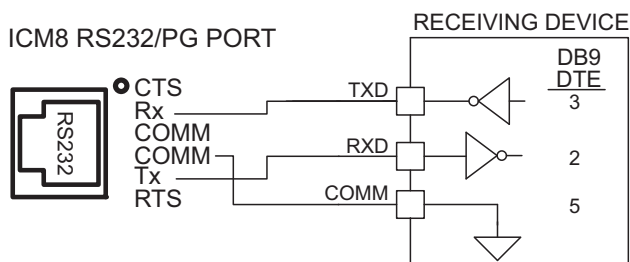 RECEIVING DEVICE
ICM8 RS232/PG PORT
DB9
DTE
CTS
Rx
COMM
COMM
Tx
RTS
RS232
TXD
3
RXD
2
COMM
5